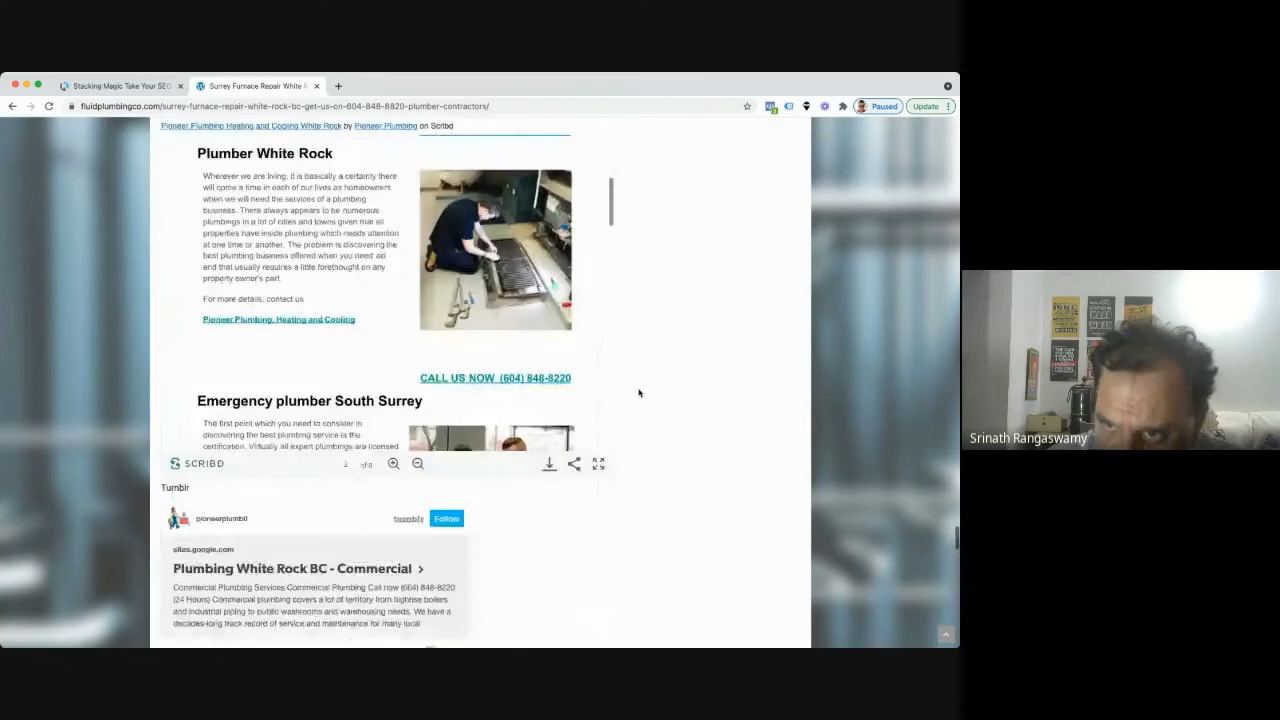 Stacking Magic Take Your SEO
Surrey Furnace Repair White R
fluidplumbingco.com/surrey-furnace-repair-white-rock-bc-get-us-on-604-848-8820-plumber-contractors/
Paused
Update
Pioneer Plumbing Heating and Cooling White Rock by Pioneer Plumbing on Scribd
Plumber White Rock
Wherever we are living, it is basically a certainty there
will come a time in each of our lives as homeowners
when we will need the services of a plumbing
business. There always appears to be numerous
plumbings in a lot of cities and towns given that all
properties have inside plumbing which needs attention
at one time or another. The problem is discovering the
best plumbing business offered when you need aid
and that usually requires a little forethought on any
property owner's part.
For more details, contact us
Pioneer Plumbing, Heating and Cooling
CALL US NOW (604) 848-8220
Emergency plumber South Surrey
The first point which you need to consider in
discovering the best plumbing service is the
certification. Virtually all expert plumbings are licensed
SCRIBD
2 of 8
Tumblr
pioneerplumb0
tumblr
Follow
sites.google.com
Plumbing White Rock BC - Commercial >
Commercial Plumbing Services Commercial Plumbing Call now (604) 848-8220
(24 Hours) Commercial plumbing covers a lot of territory from highrise boilers
and industrial piping to public washrooms and warehousing needs. We have a
decades-long track record of service and maintenance for many local
Srinath Rangaswamy